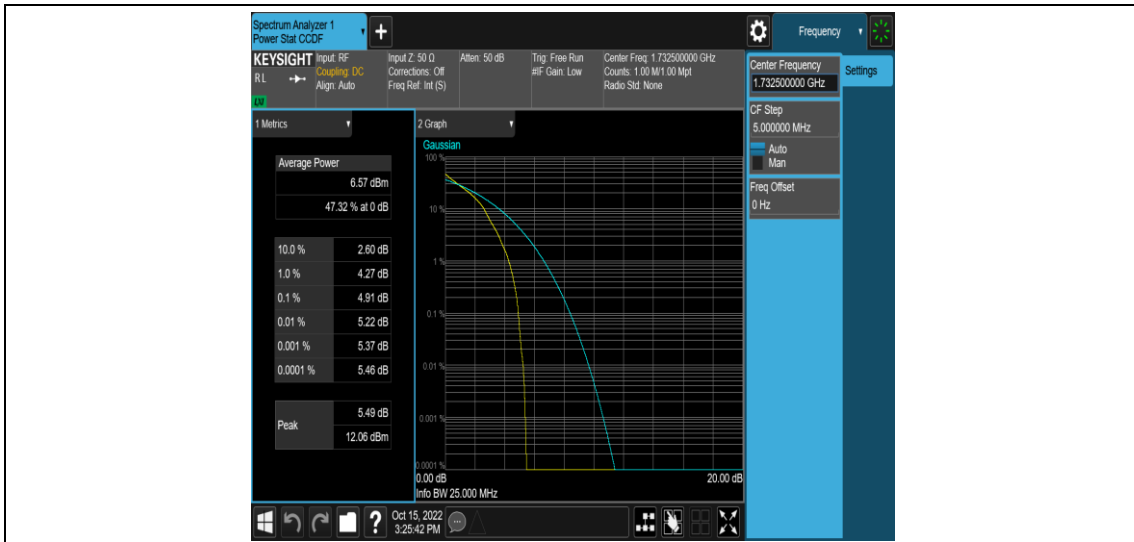 Spectrum Analyzer 1
Power Stat CCDF
Frequency
KEYSIGHT
RL
LXI
Input: RF
Coupling: DC
Align: Auto
Input Z: 50 Ω
Corrections: Off
Freq Ref: Int (S)
Atten: 50 dB
Trig: Free Run
#IF Gain: Low
Center Freq: 1.732500000 GHz
Counts: 1.00 M/1.00 Mpt
Radio Std: None
Center Frequency
1.732500000 GHz
Settings
CF Step
5.000000 MHz
Auto
Man
Freq Offset
0 Hz
1 Metrics
Average Power
6.57 dBm
47.32 % at 0 dB
10.0 % 2.60 dB
1.0 % 4.27 dB
0.1 % 4.91 dB
0.01 % 5.22 dB
0.001 % 5.37 dB
0.0001 % 5.46 dB
Peak
5.49 dB
12.06 dBm
2 Graph
Gaussian
100 %
10 %
1 %
0.1 %
0.01 %
0.001 %
0.0001 %
0.00 dB 20.00 dB
Info BW 25.000 MHz
Oct 15, 2022
3:25:42 PM